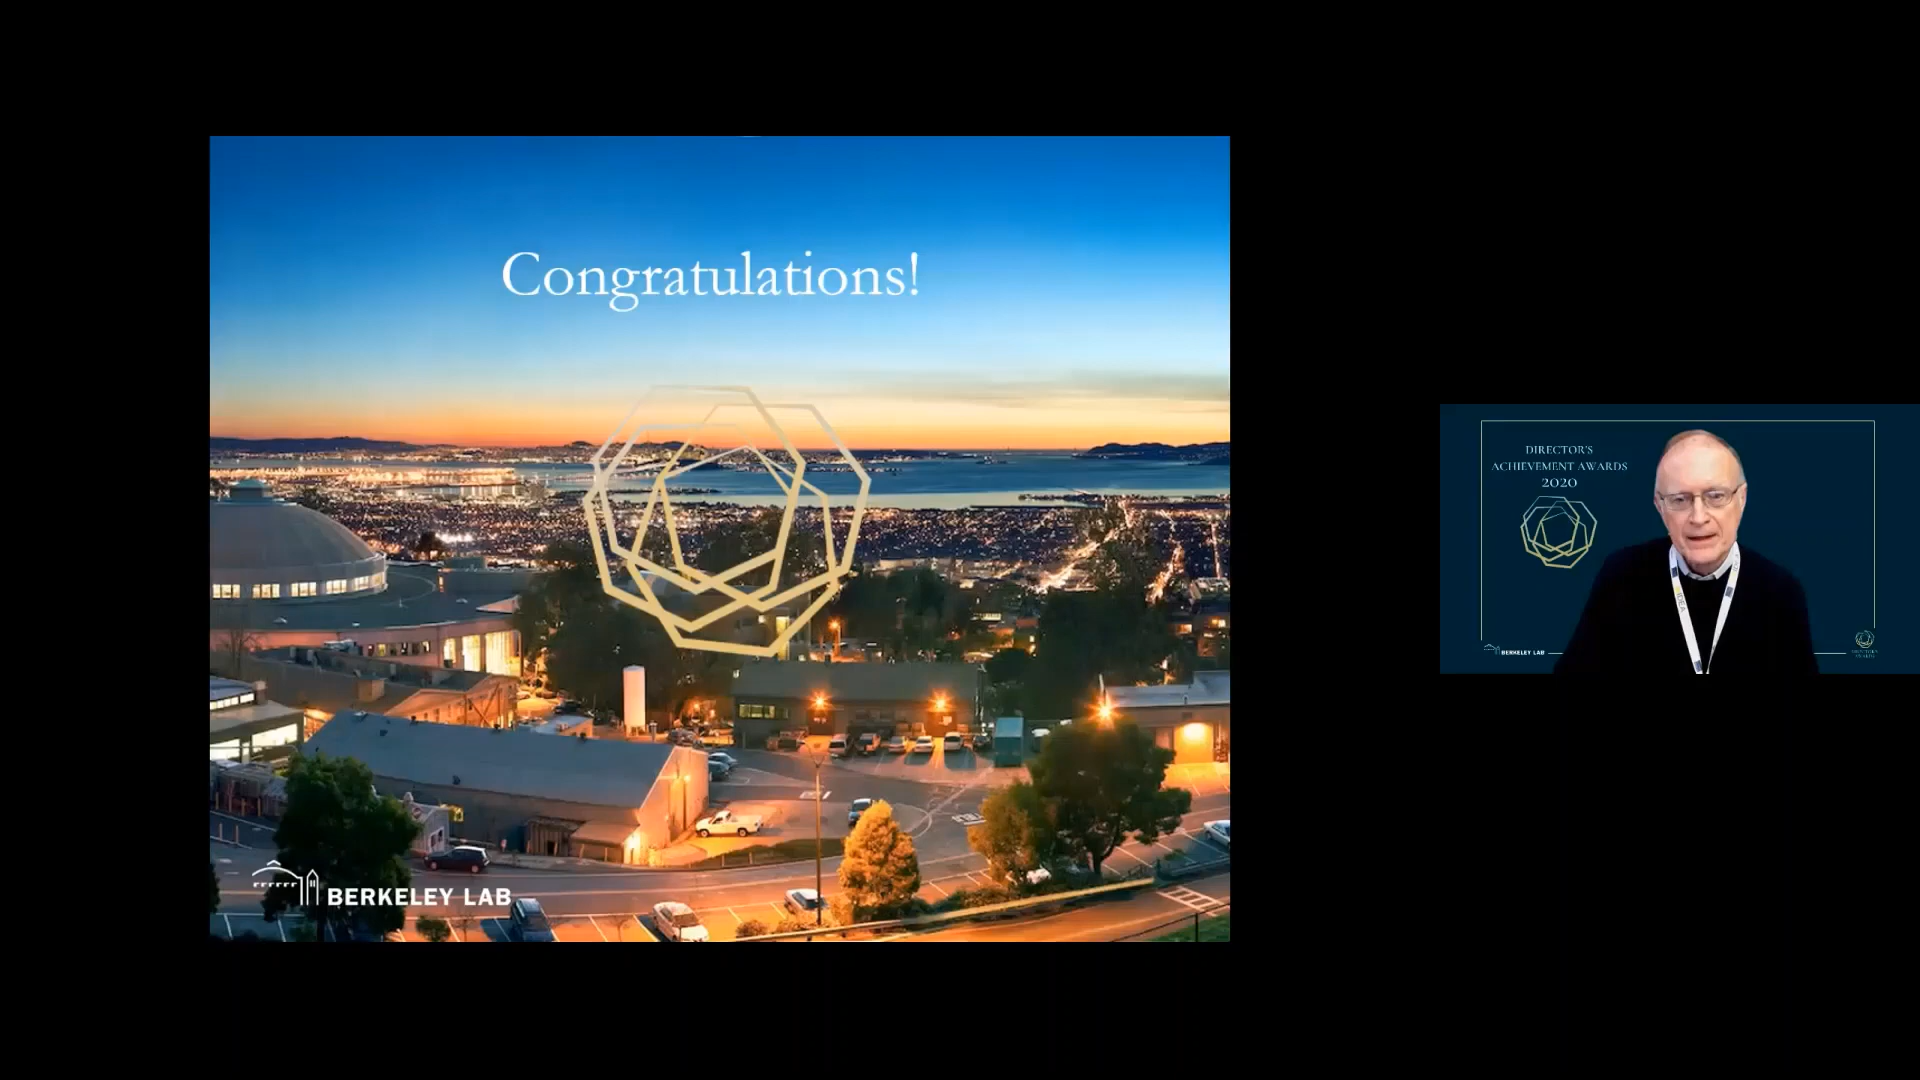 Congratulations!
BERKELEY LAB
DIRECTOR'S
ACHIEVEMENT AWARDS
2020
BERKELEY LAB